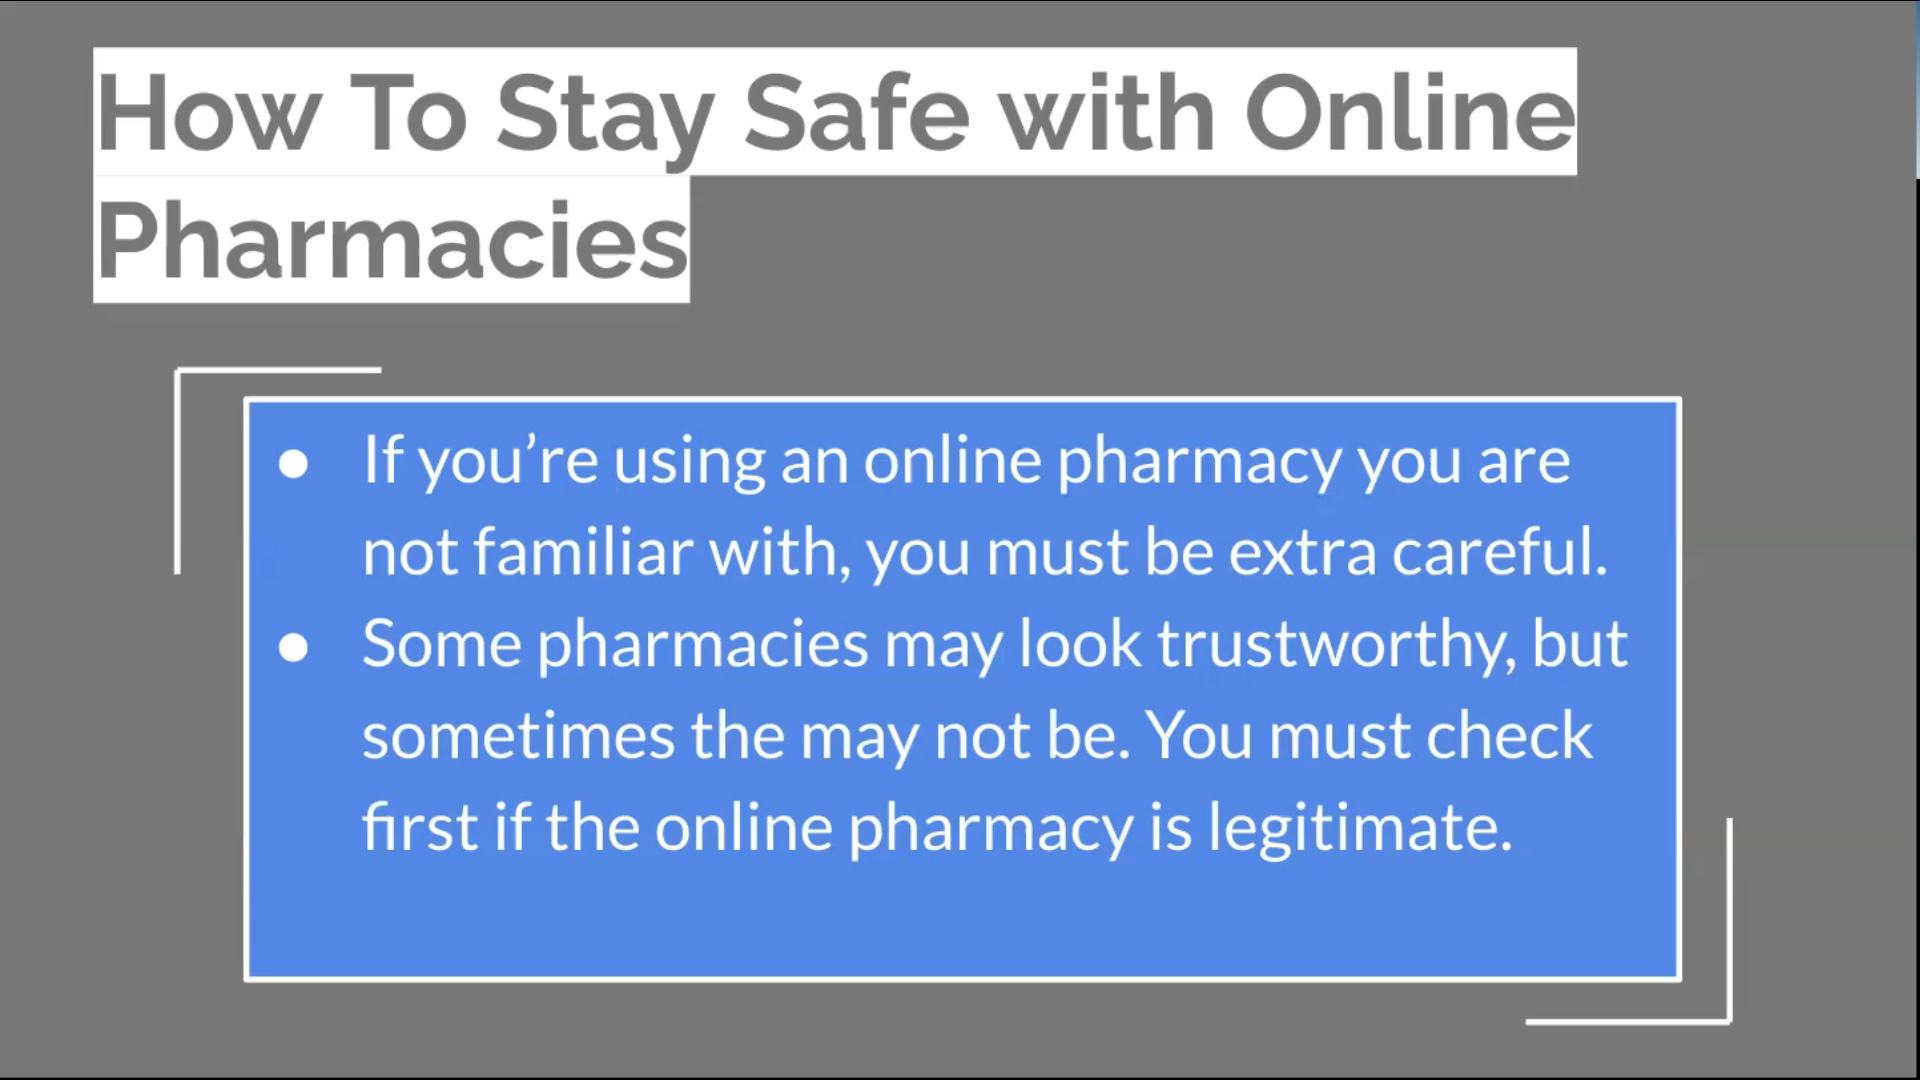 How To Stay Safe with Online
Pharmacies
● If you’re using an online pharmacy you are
not familiar with, you must be extra careful.
● Some pharmacies may look trustworthy, but
sometimes the may not be. You must check
first if the online pharmacy is legitimate.